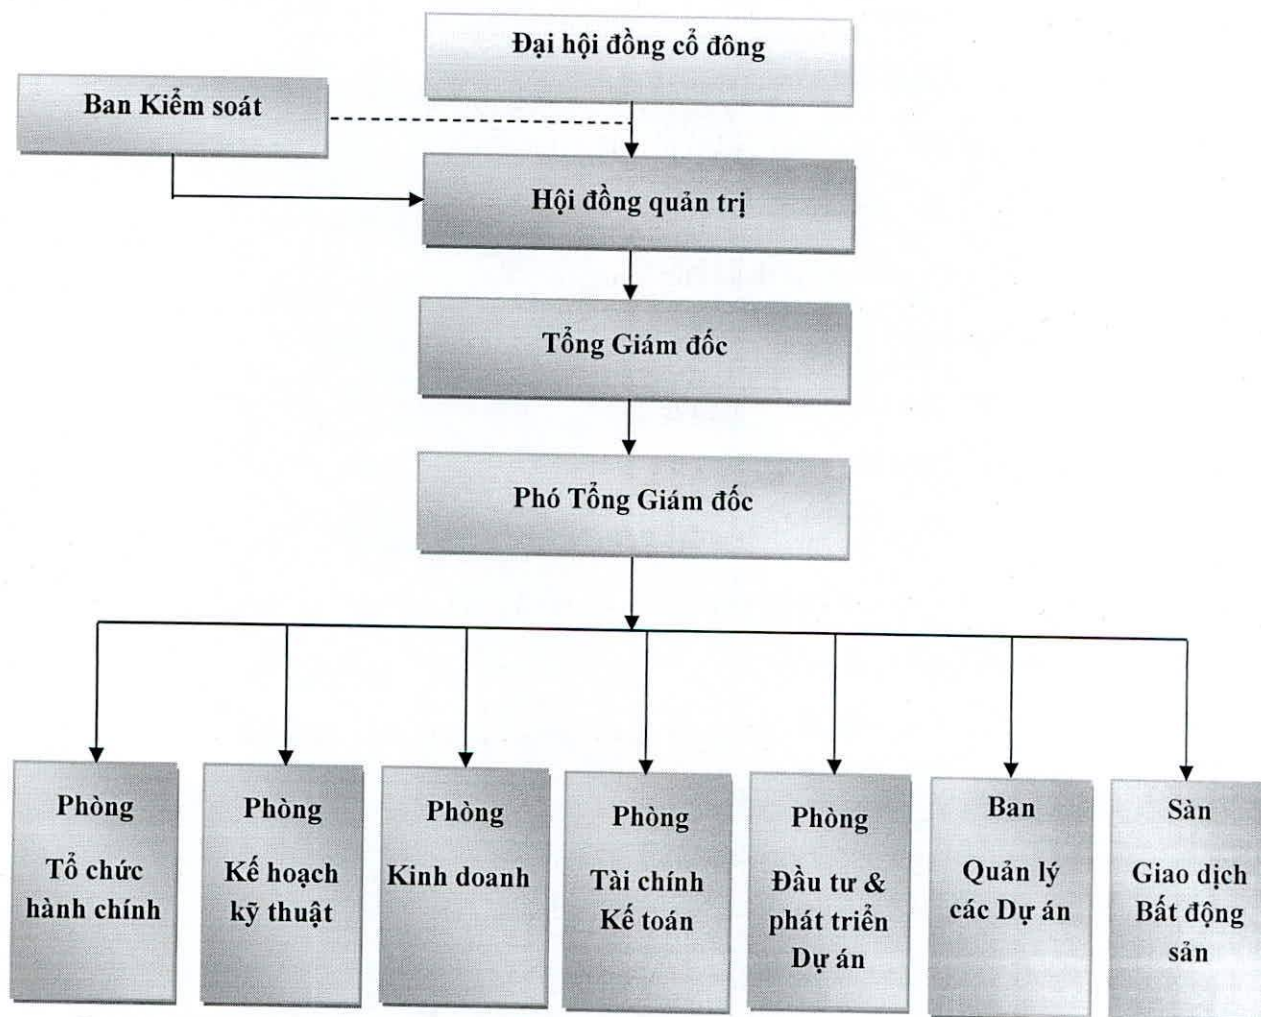 Đại hội đồng cổ đông
Ban Kiểm soát
Hội đồng quản trị
Tổng Giám đốc
Phó Tổng Giám đốc
Phòng
Tổ chức
hành chính
Phòng
Kế hoạch
kỹ thuật
Phòng
Kinh doanh
Phòng
Tài chính
Kế toán
Phòng
Đầu tư &
phát triển
Dự án
Ban
Quản lý
các Dự án
Sàn
Giao dịch
Bất động
sản